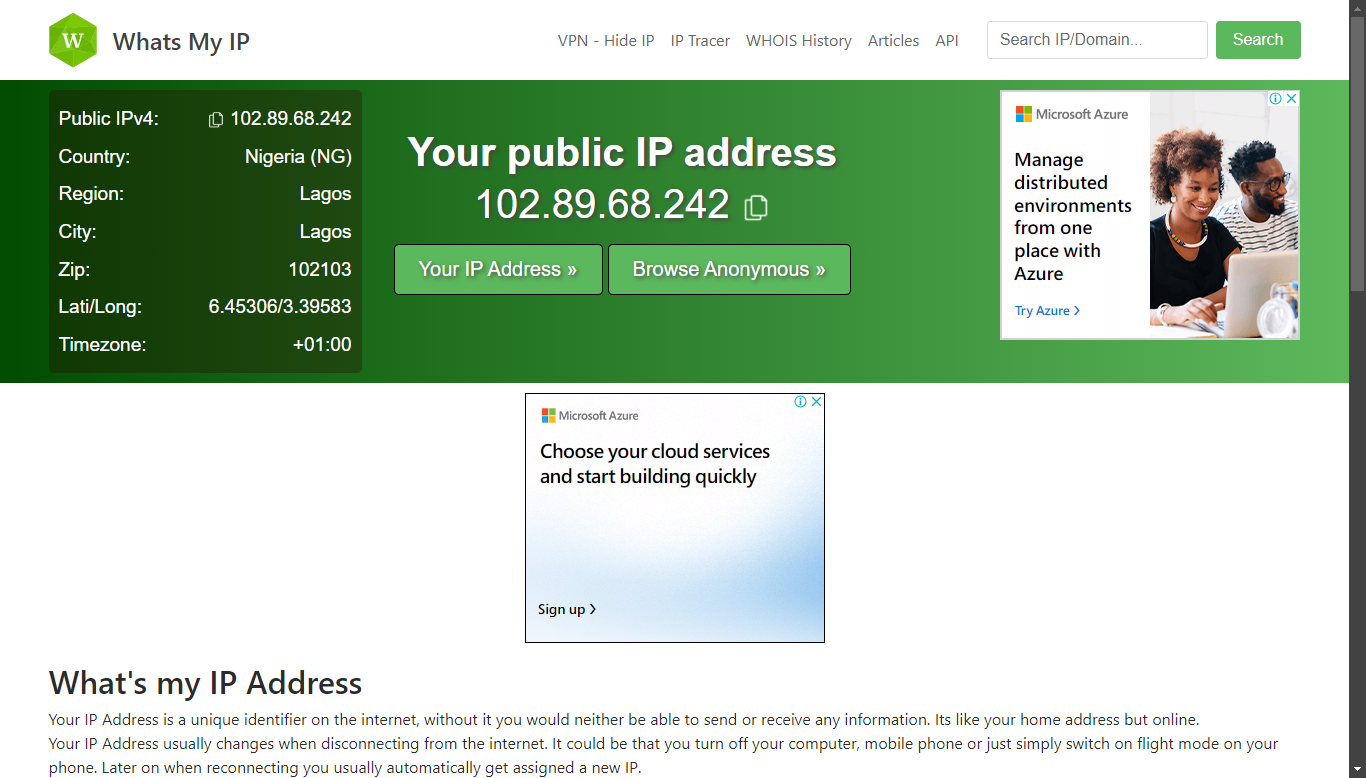 W
Whats My IP
VPN - Hide IP
IP Tracer
WHOIS History
Articles
API
Search IP/Domain...
Search
Public IPv4: 102.89.68.242
Country: Nigeria (NG)
Region: Lagos
City: Lagos
Zip: 102103
Lati/Long: 6.45306/3.39583
Timezone: +01:00
Your public IP address
102.89.68.242
Your IP Address »
Browse Anonymous »
Microsoft Azure
Manage
distributed
environments
from one
place with
Azure
Try Azure >
Microsoft Azure
Choose your cloud services
and start building quickly
Sign up >
What's my IP Address
Your IP Address is a unique identifier on the internet, without it you would neither be able to send or receive any information. Its like your home address but online.
Your IP Address usually changes when disconnecting from the internet. It could be that you turn off your computer, mobile phone or just simply switch on flight mode on your
phone. Later on when reconnecting you usually automatically get assigned a new IP.